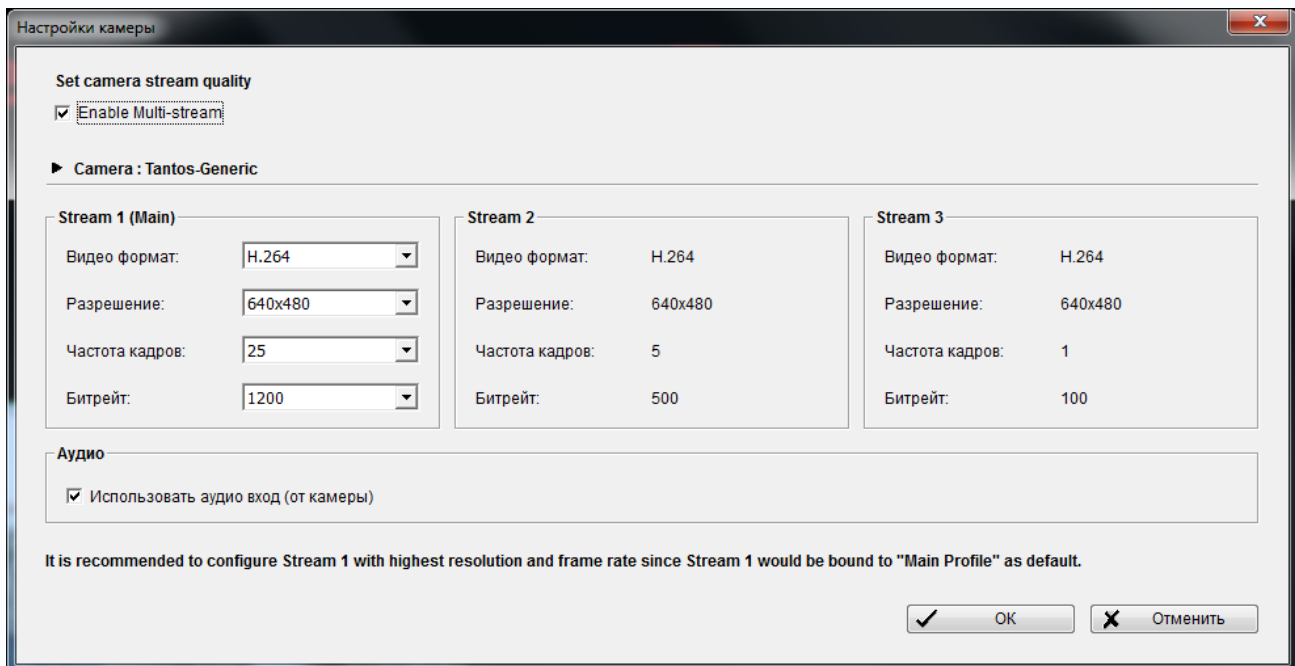 Настройки камеры
Set camera stream quality
Enable Multi-stream
Camera : Tantos-Generic
Stream 1 (Main)
Видео формат: H.264
Разрешение: 640x480
Частота кадров: 25
Битрейт: 1200
Stream 2
Видео формат: H.264
Разрешение: 640x480
Частота кадров: 5
Битрейт: 500
Stream 3
Видео формат: H.264
Разрешение: 640x480
Частота кадров: 1
Битрейт: 100
Аудио
Использовать аудио вход (от камеры)
It is recommended to configure Stream 1 with highest resolution and frame rate since Stream 1 would be bound to "Main Profile" as default.
ОК
Отменить